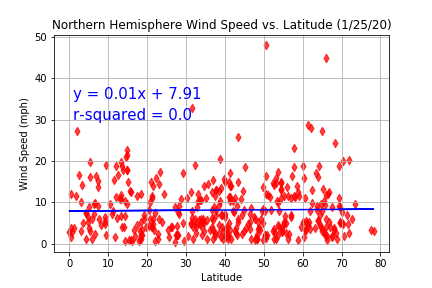 Northern Hemisphere Wind Speed vs. Latitude (1/25/20)
50
40
30
20
10
0
Wind Speed (mph)
y = 0.01x + 7.91
r-squared = 0.0
0 10 20 30 40 50 60 70 80
Latitude